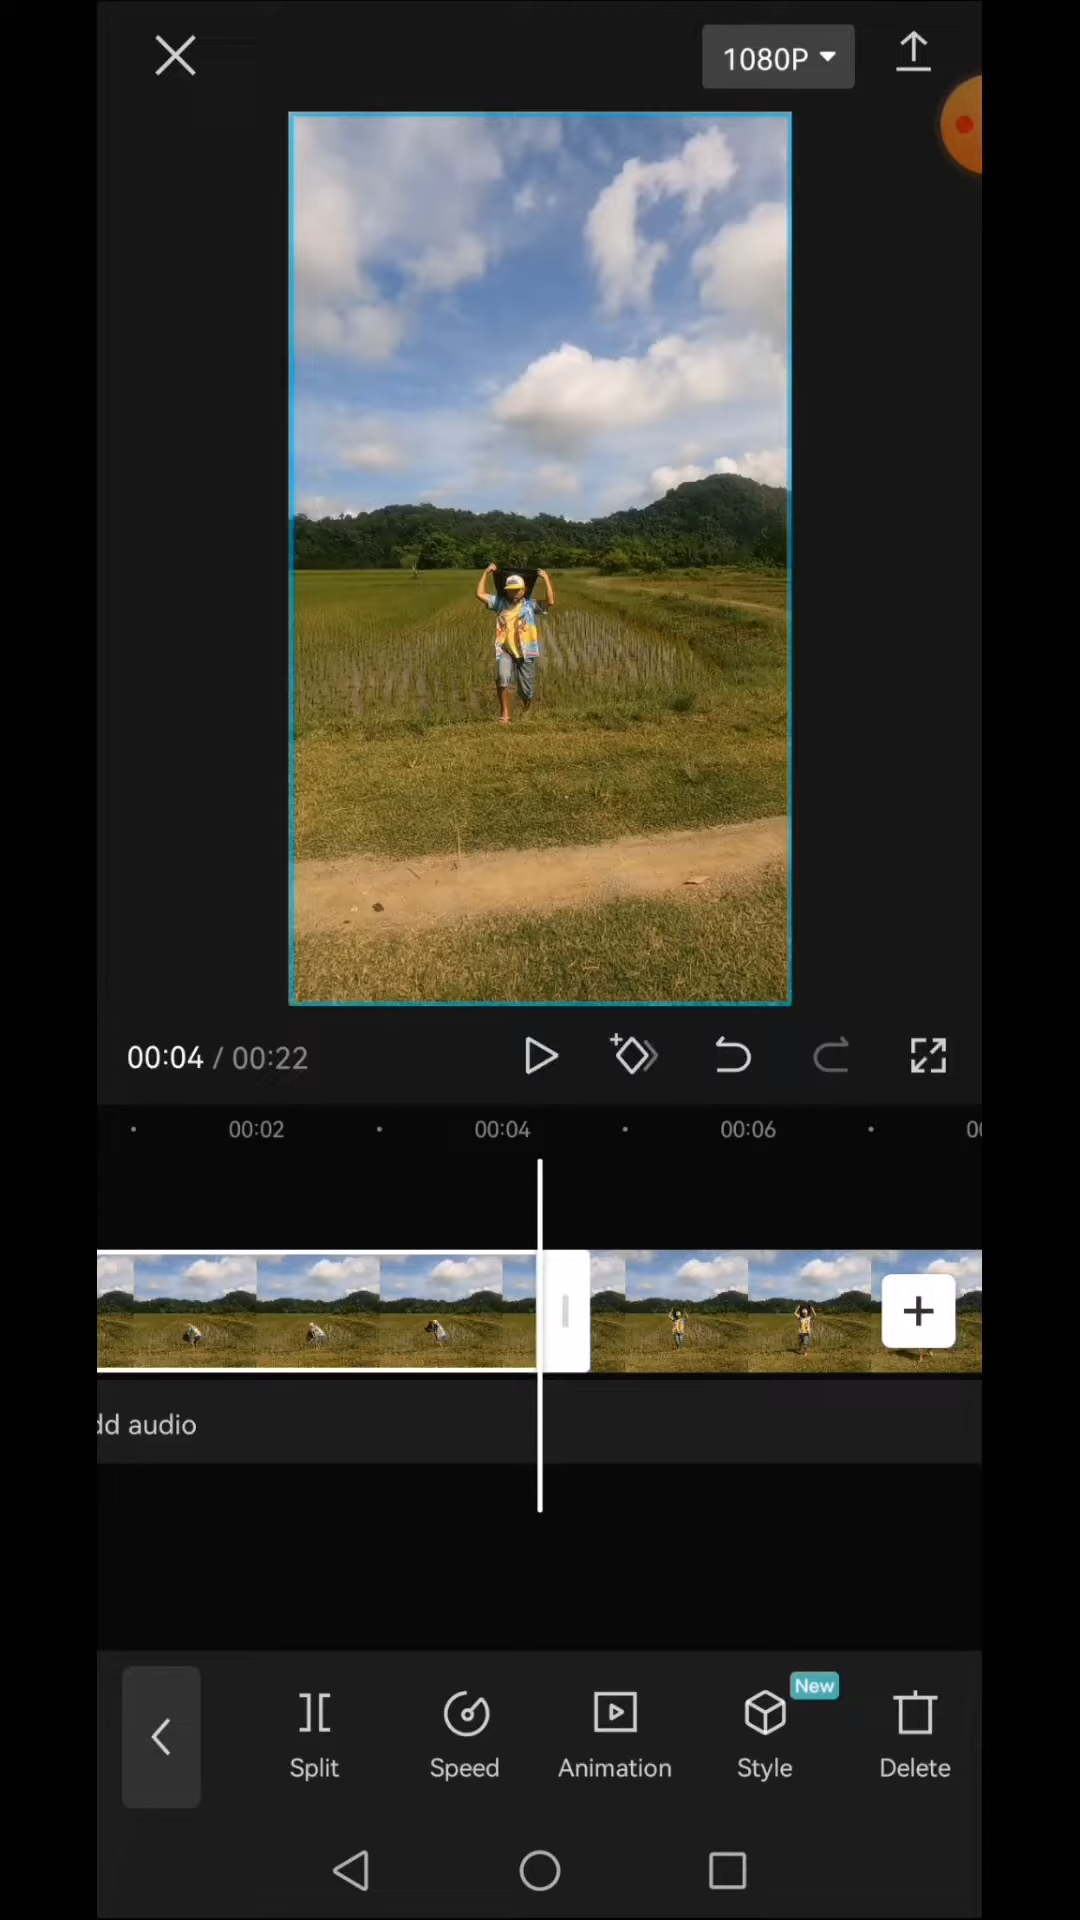 1080P
00:04 / 00:22
00:02 00:04 00:06 00
dd audio
New
Split Speed Animation Style Delete